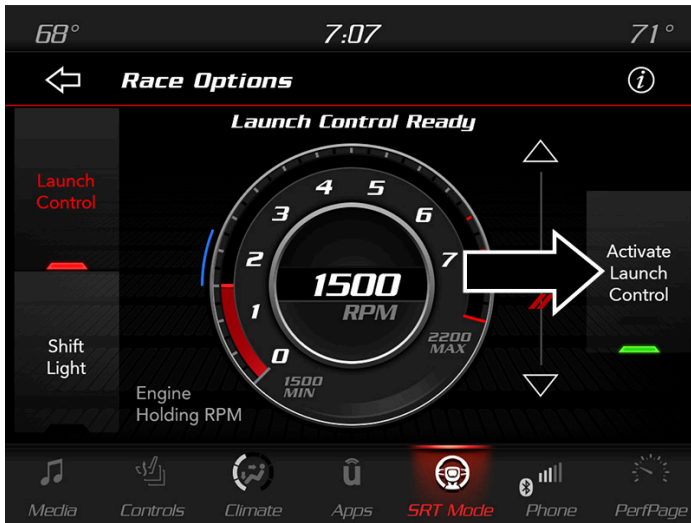 68°
7:07
71°
Race Options
i
Launch Control Ready
Launch
Control
Shift
Light
0
1
2
3
4
5
6
7
1500
RPM
1500
MIN
2200
MAX
Engine
Holding RPM
Activate
Launch
Control
Media
Controls
Climate
û
Apps
SRT Mode
Phone
PerfPage